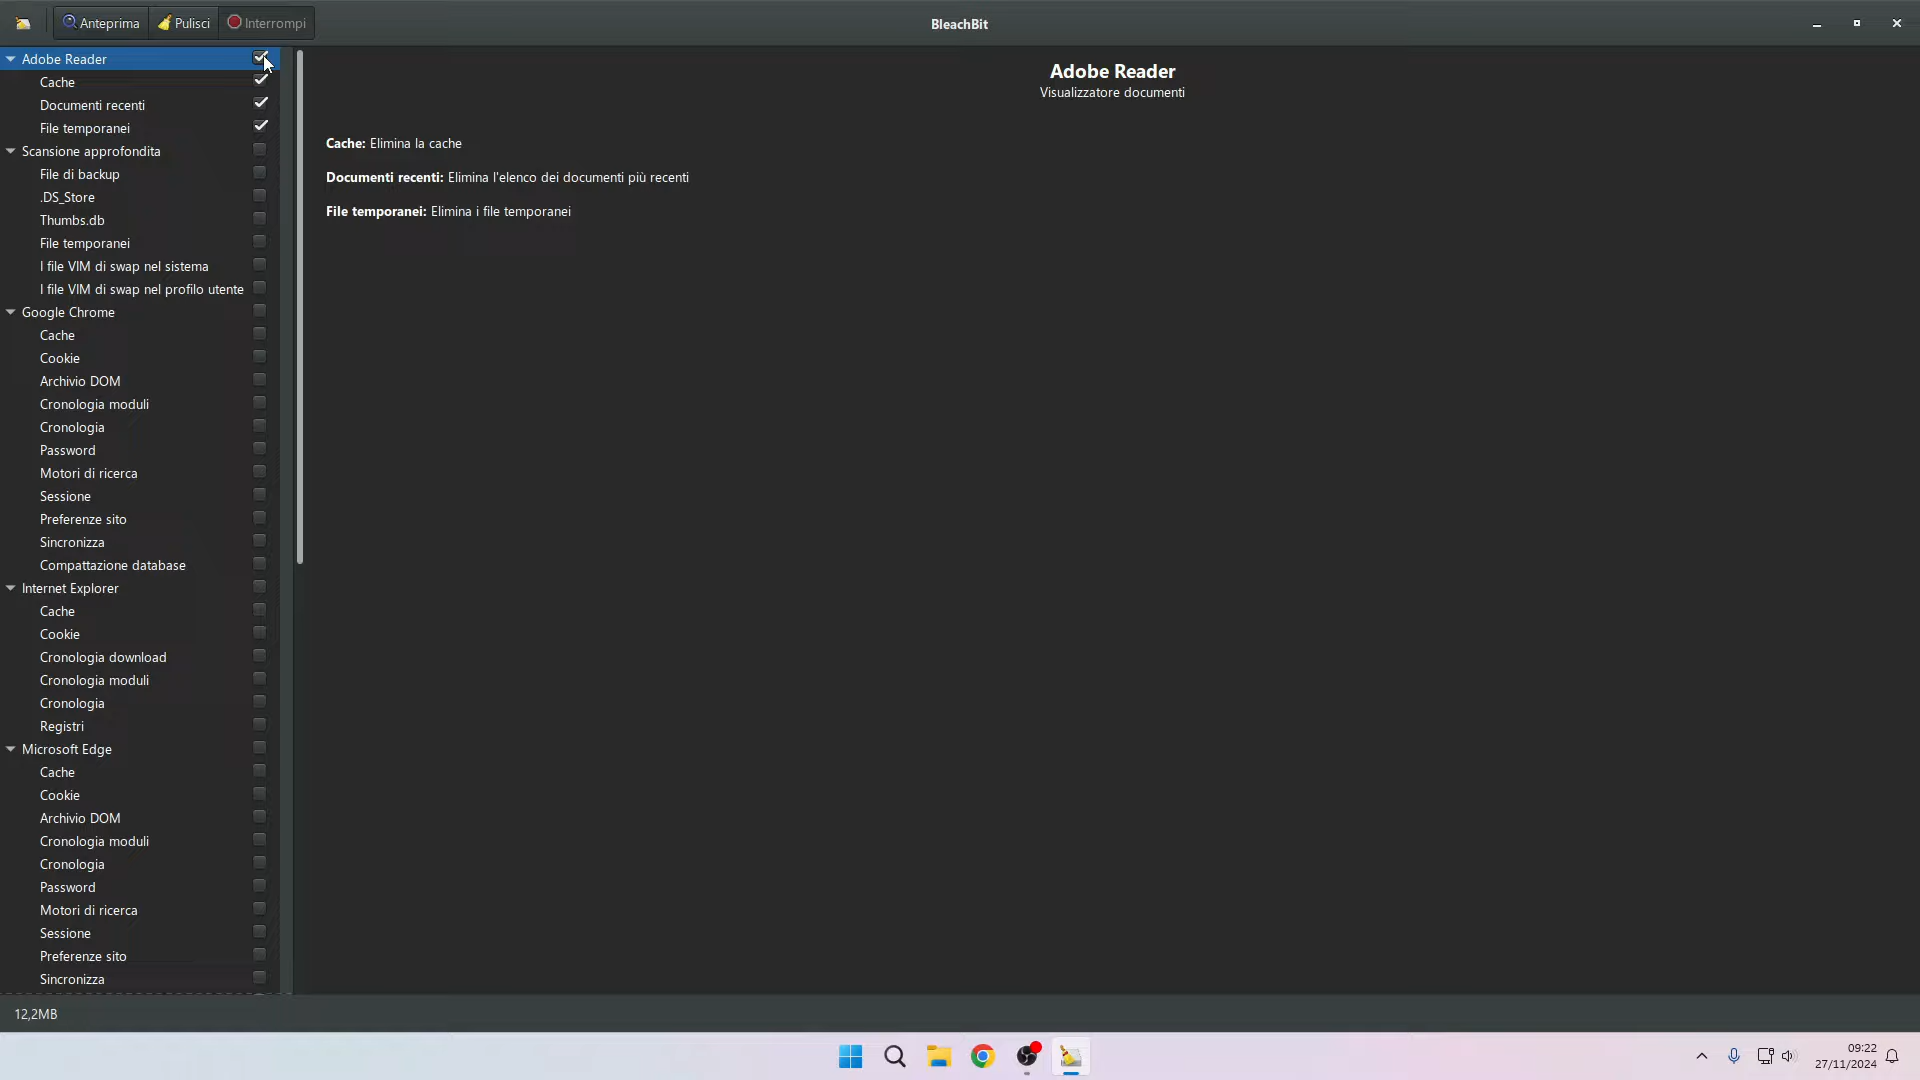 Anteprima
Pulisci
Interrompi
BleachBit
Adobe Reader
Cache
Documenti recenti
File temporanei
Scansione approfondita
File di backup
.DS_Store
Thumbs.db
File temporanei
I file VIM di swap nel sistema
I file VIM di swap nel profilo utente
Google Chrome
Cache
Cookie
Archivio DOM
Cronologia moduli
Cronologia
Password
Motori di ricerca
Sessione
Preferenze sito
Sincronizza
Compattazione database
Internet Explorer
Cache
Cookie
Cronologia download
Cronologia moduli
Cronologia
Registri
Microsoft Edge
Cache
Cookie
Archivio DOM
Cronologia moduli
Cronologia
Password
Motori di ricerca
Sessione
Preferenze sito
Sincronizza
Adobe Reader
Visualizzatore documenti
Cache: Elimina la cache
Documenti recenti: Elimina l'elenco dei documenti più recenti
File temporanei: Elimina i file temporanei
12,2MB
09:22
27/11/2024